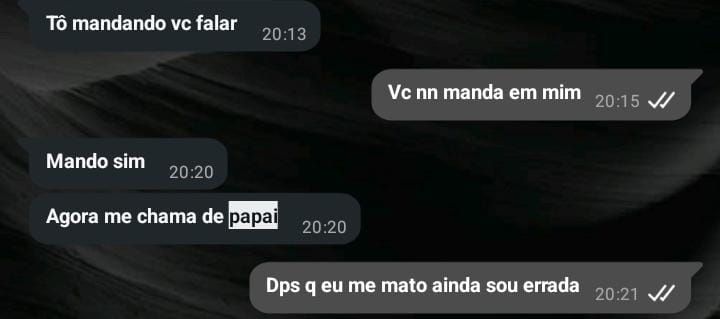 Tô mandando vc falar
20:13
Vc nn manda em mim
20:15
Mando sim
20:20
Agora me chama de papai
20:20
Dps q eu me mato ainda sou errada
20:21